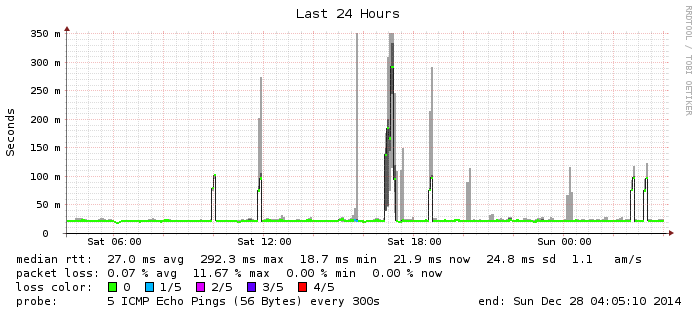 Last 24 Hours
RRDTOOL / TOBI OETIKER
Seconds
350 m
300 m
250 m
200 m
150 m
100 m
50 m
0
Sat 06:00 Sat 12:00 Sat 18:00 Sun 00:00
median rtt: 27.0 ms avg 292.3 ms max 18.7 ms min 21.9 ms now 24.8 ms sd 1.1 am/s
packet loss: 0.07 % avg 11.67 % max 0.00 % min 0.00 % now
loss color: 0 1/5 2/5 3/5 4/5
probe: 5 ICMP Echo Pings (56 Bytes) every 300s end: Sun Dec 28 04:05:10 2014